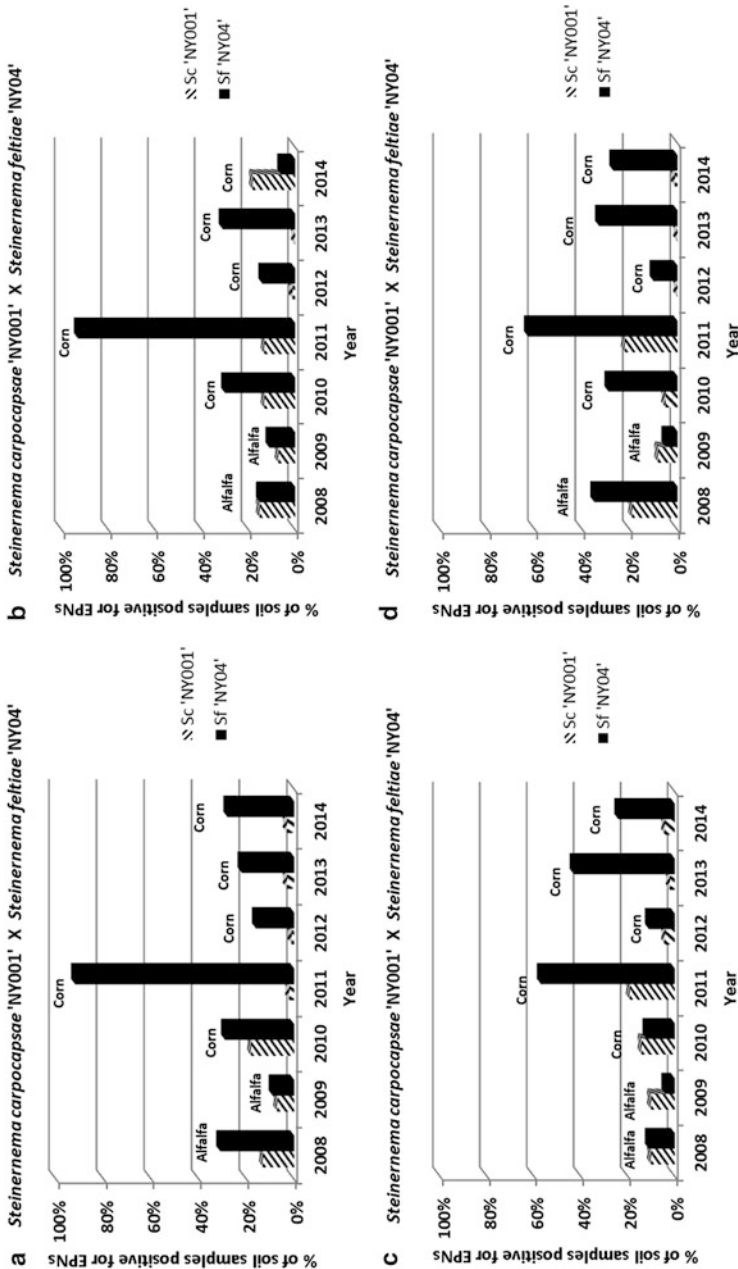 a Steinernema carpocapsae 'NY001' X Steinernema feltiae 'NY04'
% of soil samples positive for EPNs
100%
80%
60%
40%
20%
0%
Alfalfa
Alfalfa
Corn
Corn
Corn
Corn
Corn
2008 2009 2010 2011 2012 2013 2014
Year
Sc 'NY001'
Sf 'NY04'
b Steinernema carpocapsae 'NY001' X Steinernema feltiae 'NY04'
% of soil samples positive for EPNs
100%
80%
60%
40%
20%
0%
Alfalfa
Alfalfa
Corn
Corn
Corn
Corn
Corn
2008 2009 2010 2011 2012 2013 2014
Year
Sc 'NY001'
Sf 'NY04'
c Steinernema carpocapsae 'NY001' X Steinernema feltiae 'NY04'
% of soil samples positive for EPNs
100%
80%
60%
40%
20%
0%
Alfalfa
Alfalfa
Corn
Corn
Corn
Corn
Corn
2008 2009 2010 2011 2012 2013 2014
Year
Sc 'NY001'
Sf 'NY04'
d Steinernema carpocapsae 'NY001' X Steinernema feltiae 'NY04'
% of soil samples positive for EPNs
100%
80%
60%
40%
20%
0%
Alfalfa
Alfalfa
Corn
Corn
Corn
Corn
Corn
2008 2009 2010 2011 2012 2013 2014
Year
Sc 'NY001'
Sf 'NY04'